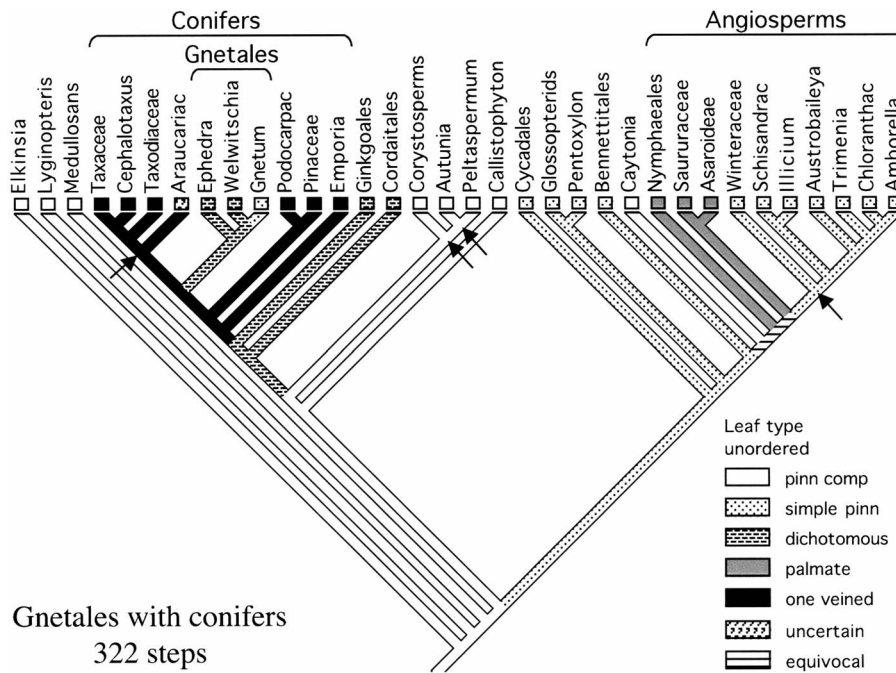 Conifers
Angiosperms
Gnetales
Elkinsia
Lyginopteris
Medullosans
Taxaceae
Cephalotaxus
Taxodiaceae
Araucariac
Ephedra
Welwitschia
Gnetum
Podocarpac
Pinaceae
Emporia
Ginkgoales
Cordaitales
Corystosperms
Autunia
Peltaspermum
Callistophyton
Cycadales
Glossopterids
Pentoxylon
Bennettitales
Caytonia
Nymphaeales
Saururaceae
Asaroideae
Winteraceae
Schisandrac
Illicium
Austrobaileya
Trimenia
Chloranthac
Amborella
Leaf type
unordered
pinn comp
simple pinn
dichotomous
palmate
one veined
uncertain
equivocal
Gnetales with conifers
322 steps